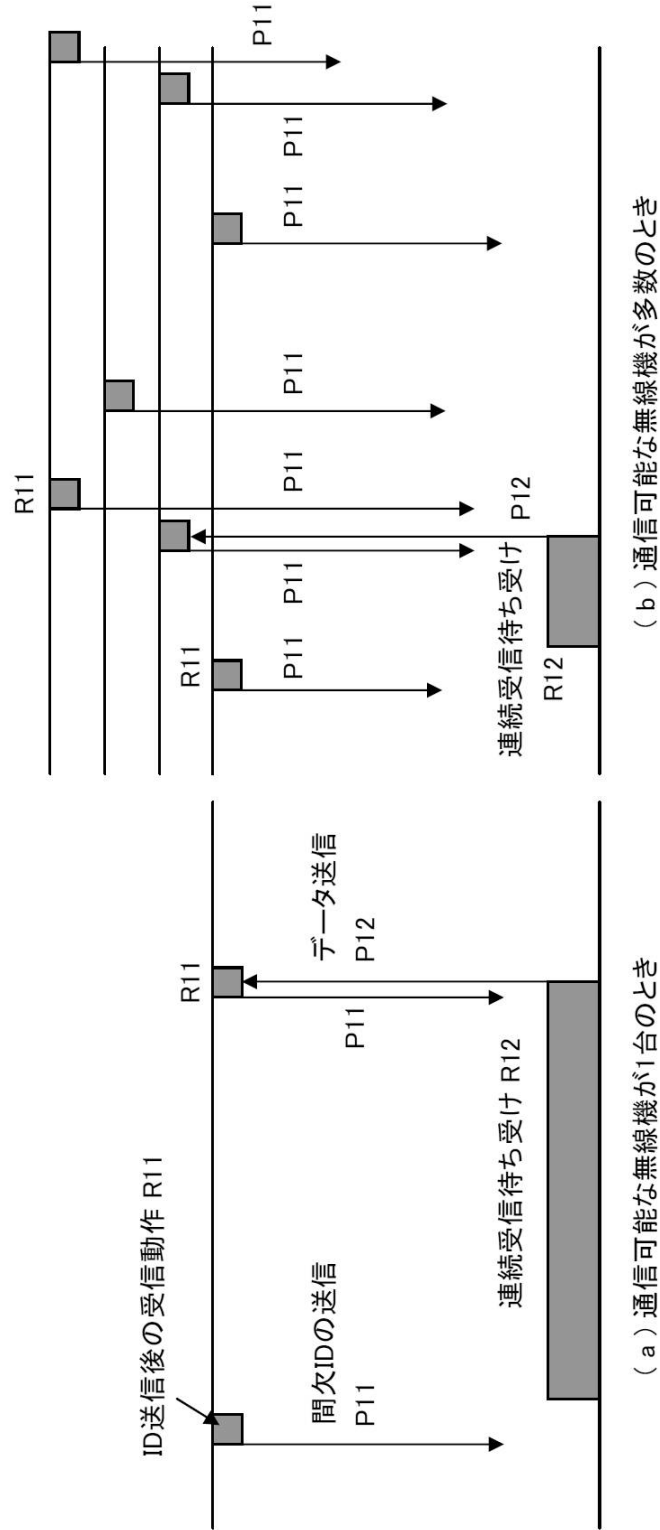 ID送信後の受信動作 R11
間欠IDの送信
P11
R11
データ送信
P12
P11
連続受信待ち受け R12
(a)通信可能な無線機が1台のとき
R11
R11
P11
P11
P11
P11
P11
P11
P11
連続受信待ち受け
R12
P12
(b)通信可能な無線機が多数のとき